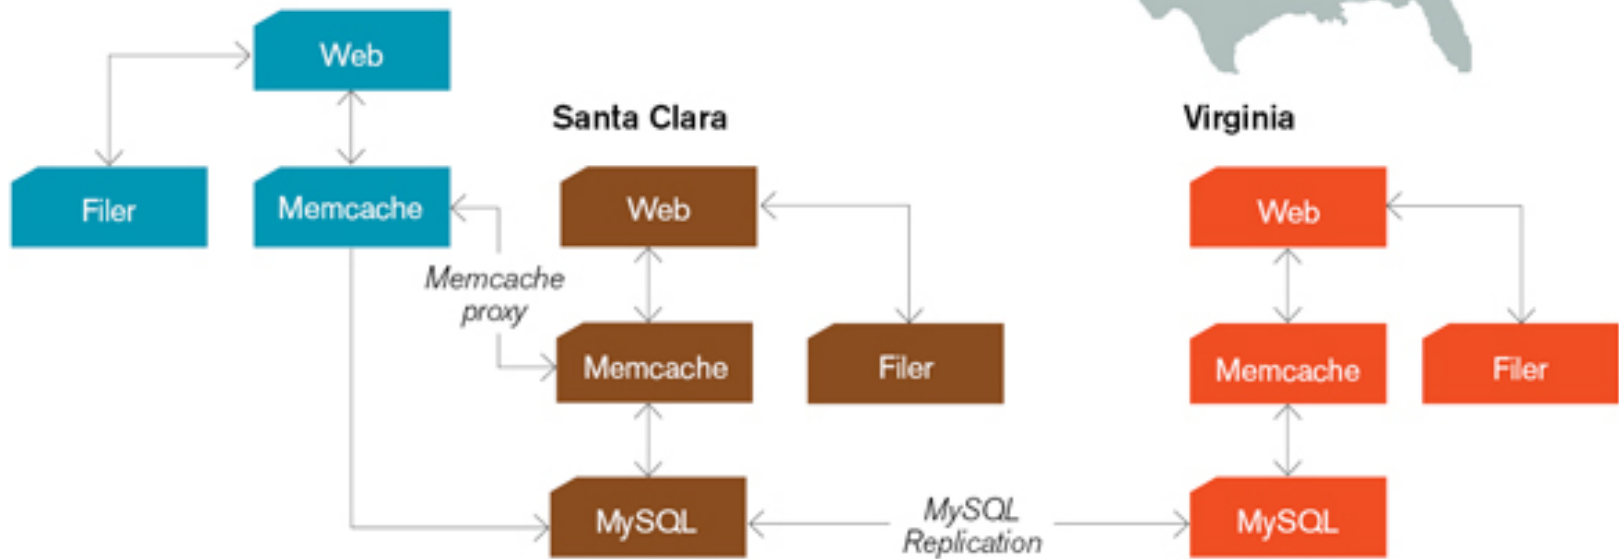 Web
Santa Clara
Virginia
Filer
Memcache
Web
Web
Memcache
proxy
Memcache
Filer
Memcache
Filer
MySQL
MySQL
Replication
MySQL